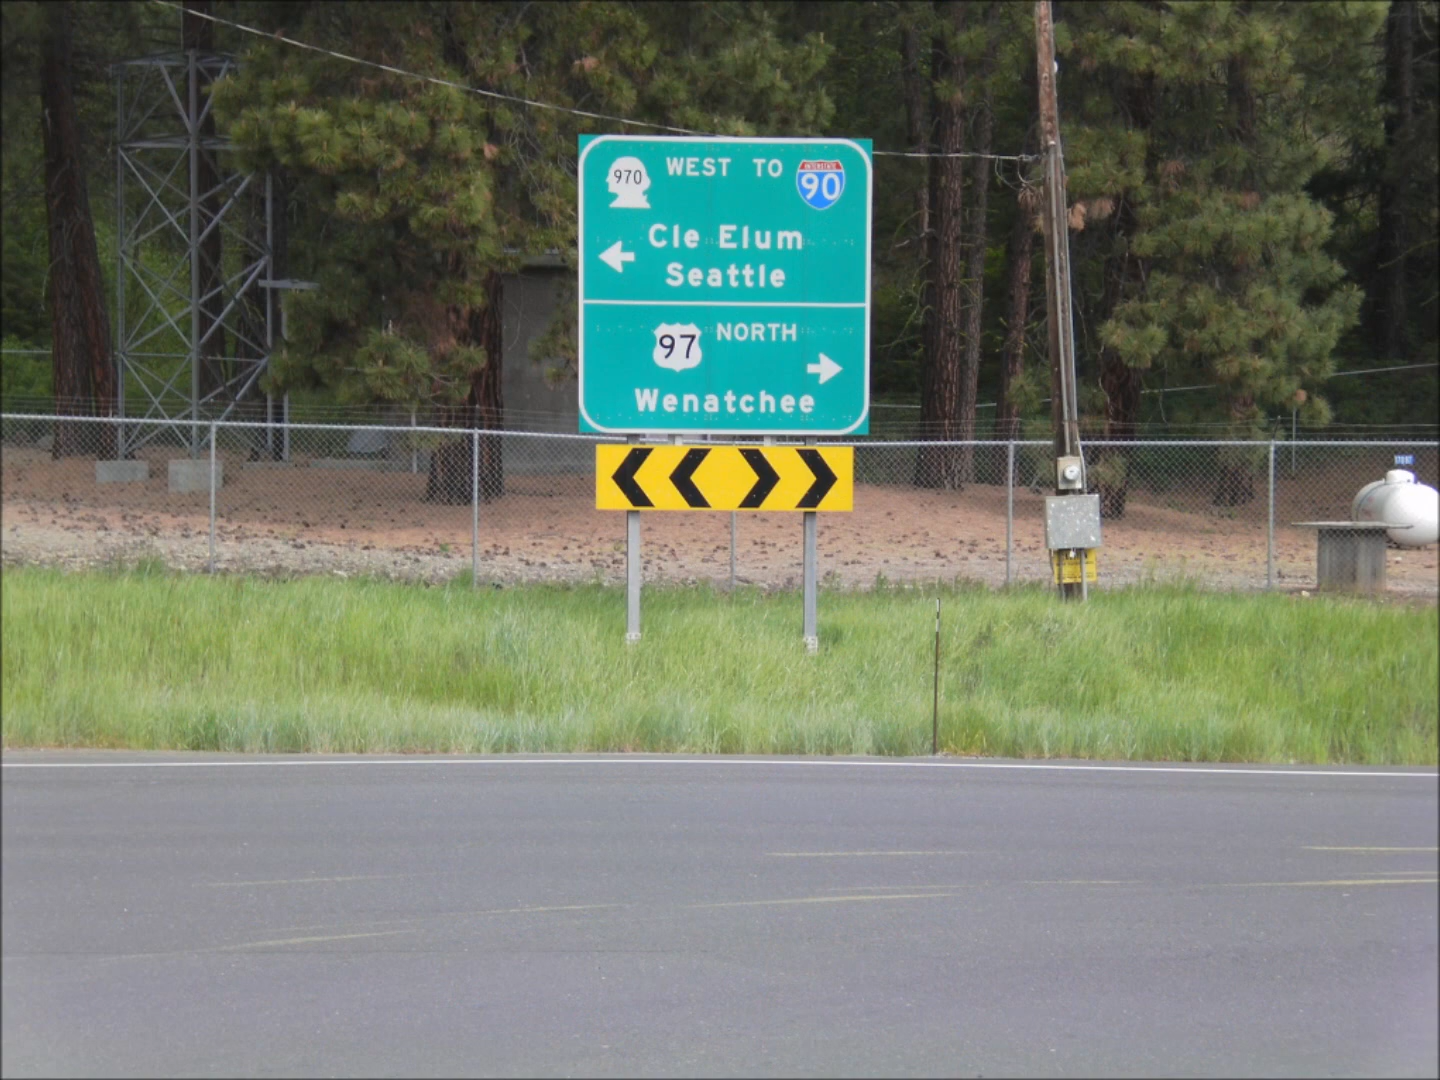 970 WEST TO INTERSTATE 90
Cle Elum
Seattle
97 NORTH
Wenatchee